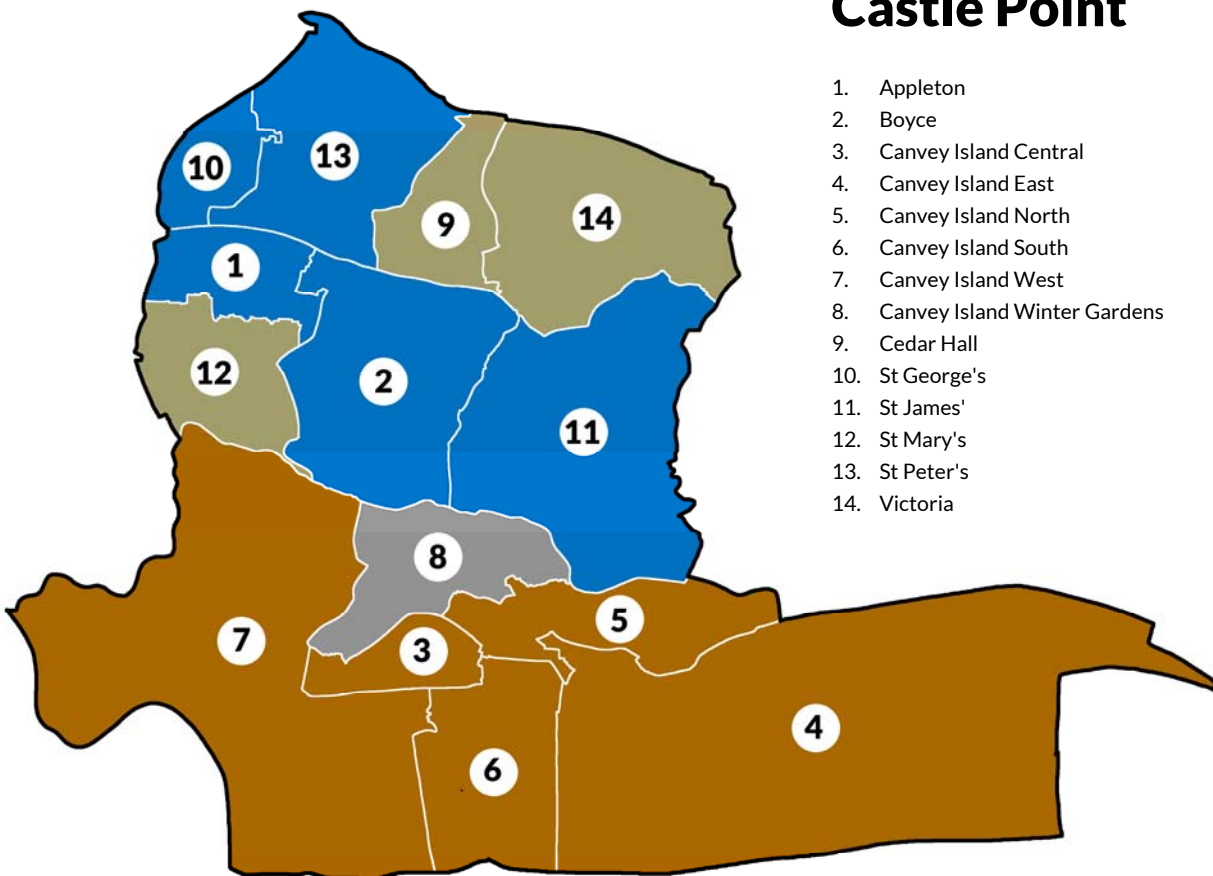 Castle Point
1. Appleton
2. Boyce
3. Canvey Island Central
4. Canvey Island East
5. Canvey Island North
6. Canvey Island South
7. Canvey Island West
8. Canvey Island Winter Gardens
9. Cedar Hall
10. St George's
11. St James'
12. St Mary's
13. St Peter's
14. Victoria
10
13
9
14
1
12
2
11
8
5
7
3
4
6